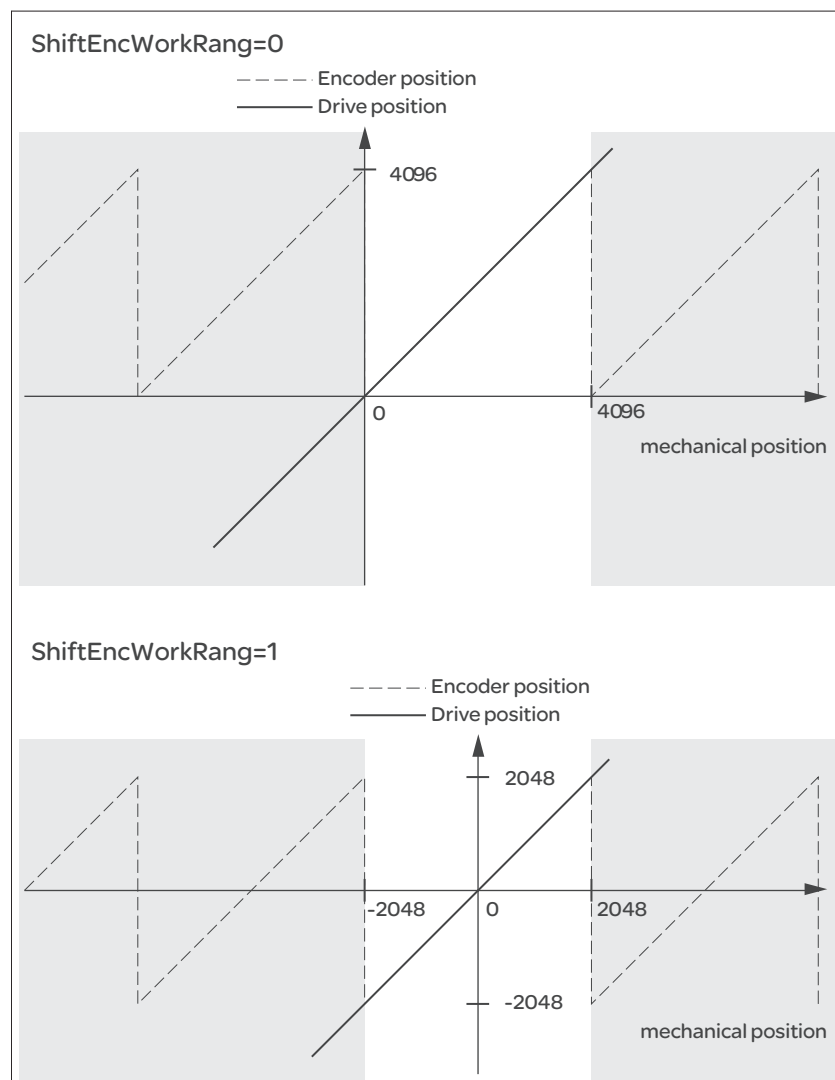 ShiftEncWorkRang=0
Encoder position
Drive position
4096
0
4096
mechanical position
ShiftEncWorkRang=1
Encoder position
Drive position
2048
-2048
0
2048
-2048
mechanical position